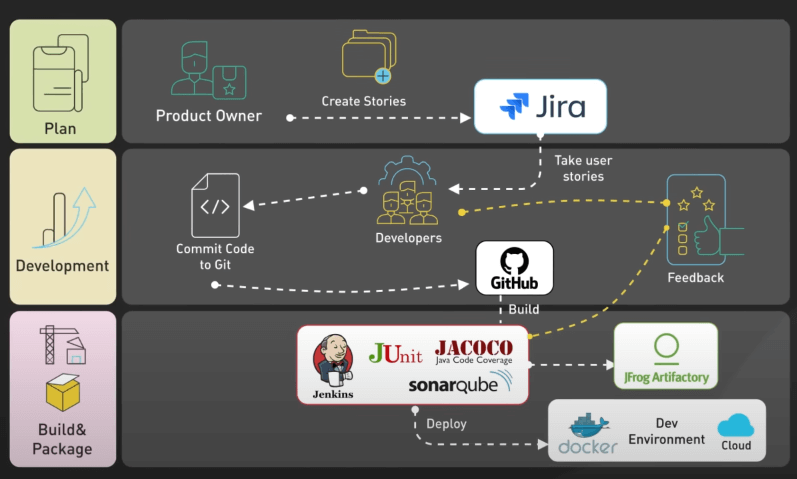 Plan
Product Owner
Create Stories
Jira
Take user
stories
Development
</>
Commit Code
to Git
Developers
GitHub
Feedback
Build
Build&
Package
Jenkins
JUnit
JACOCO
Java Code Coverage
sonarqube
JFrog Artifactory
Deploy
docker
Dev
Environment
Cloud